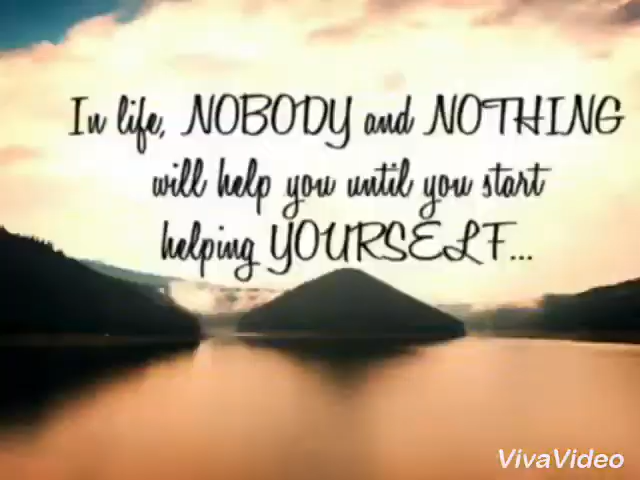 In life, NOBODY and NOTHING
will help you until you start
helping YOURSELF...
VivaVideo